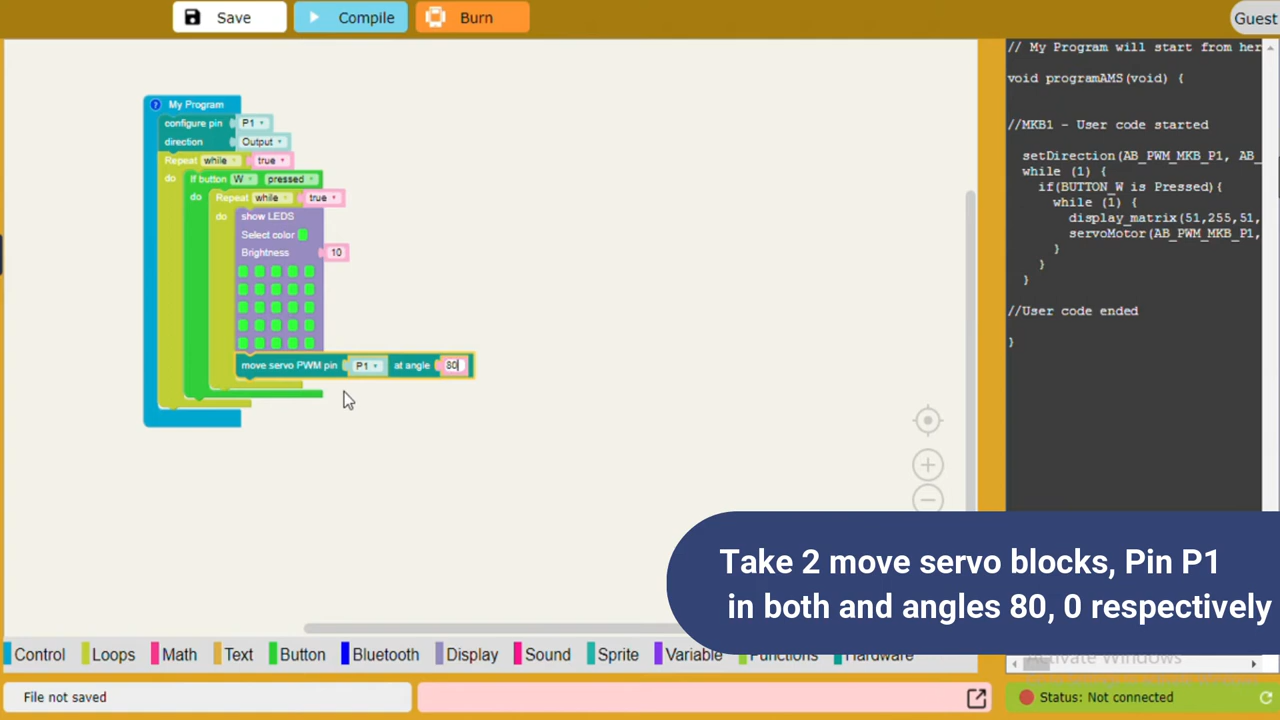 Save
Compile
Burn
Guest
My Program
configure pin P1
direction Output
Repeat while true
do If button W pressed
do Repeat while true
do show LEDS
Select color
Brightness 10
move servo PWM pin P1 at angle 80
// My Program will start from her
void programAMS(void) {
//MKB1 - User code started
setDirection(AB_PWM_MKB_P1, AB_
while (1) {
if(BUTTON_W is Pressed){
while (1) {
display_matrix(51,255,51,
servoMotor(AB_PWM_MKB_P1,
}
}
}
//User code ended
}
Take 2 move servo blocks, Pin P1
in both and angles 80, 0 respectively
Control Loops Math Text Button Bluetooth Display Sound Sprite Variable Functions Hardware
Activate Windows
File not saved
Status: Not connected